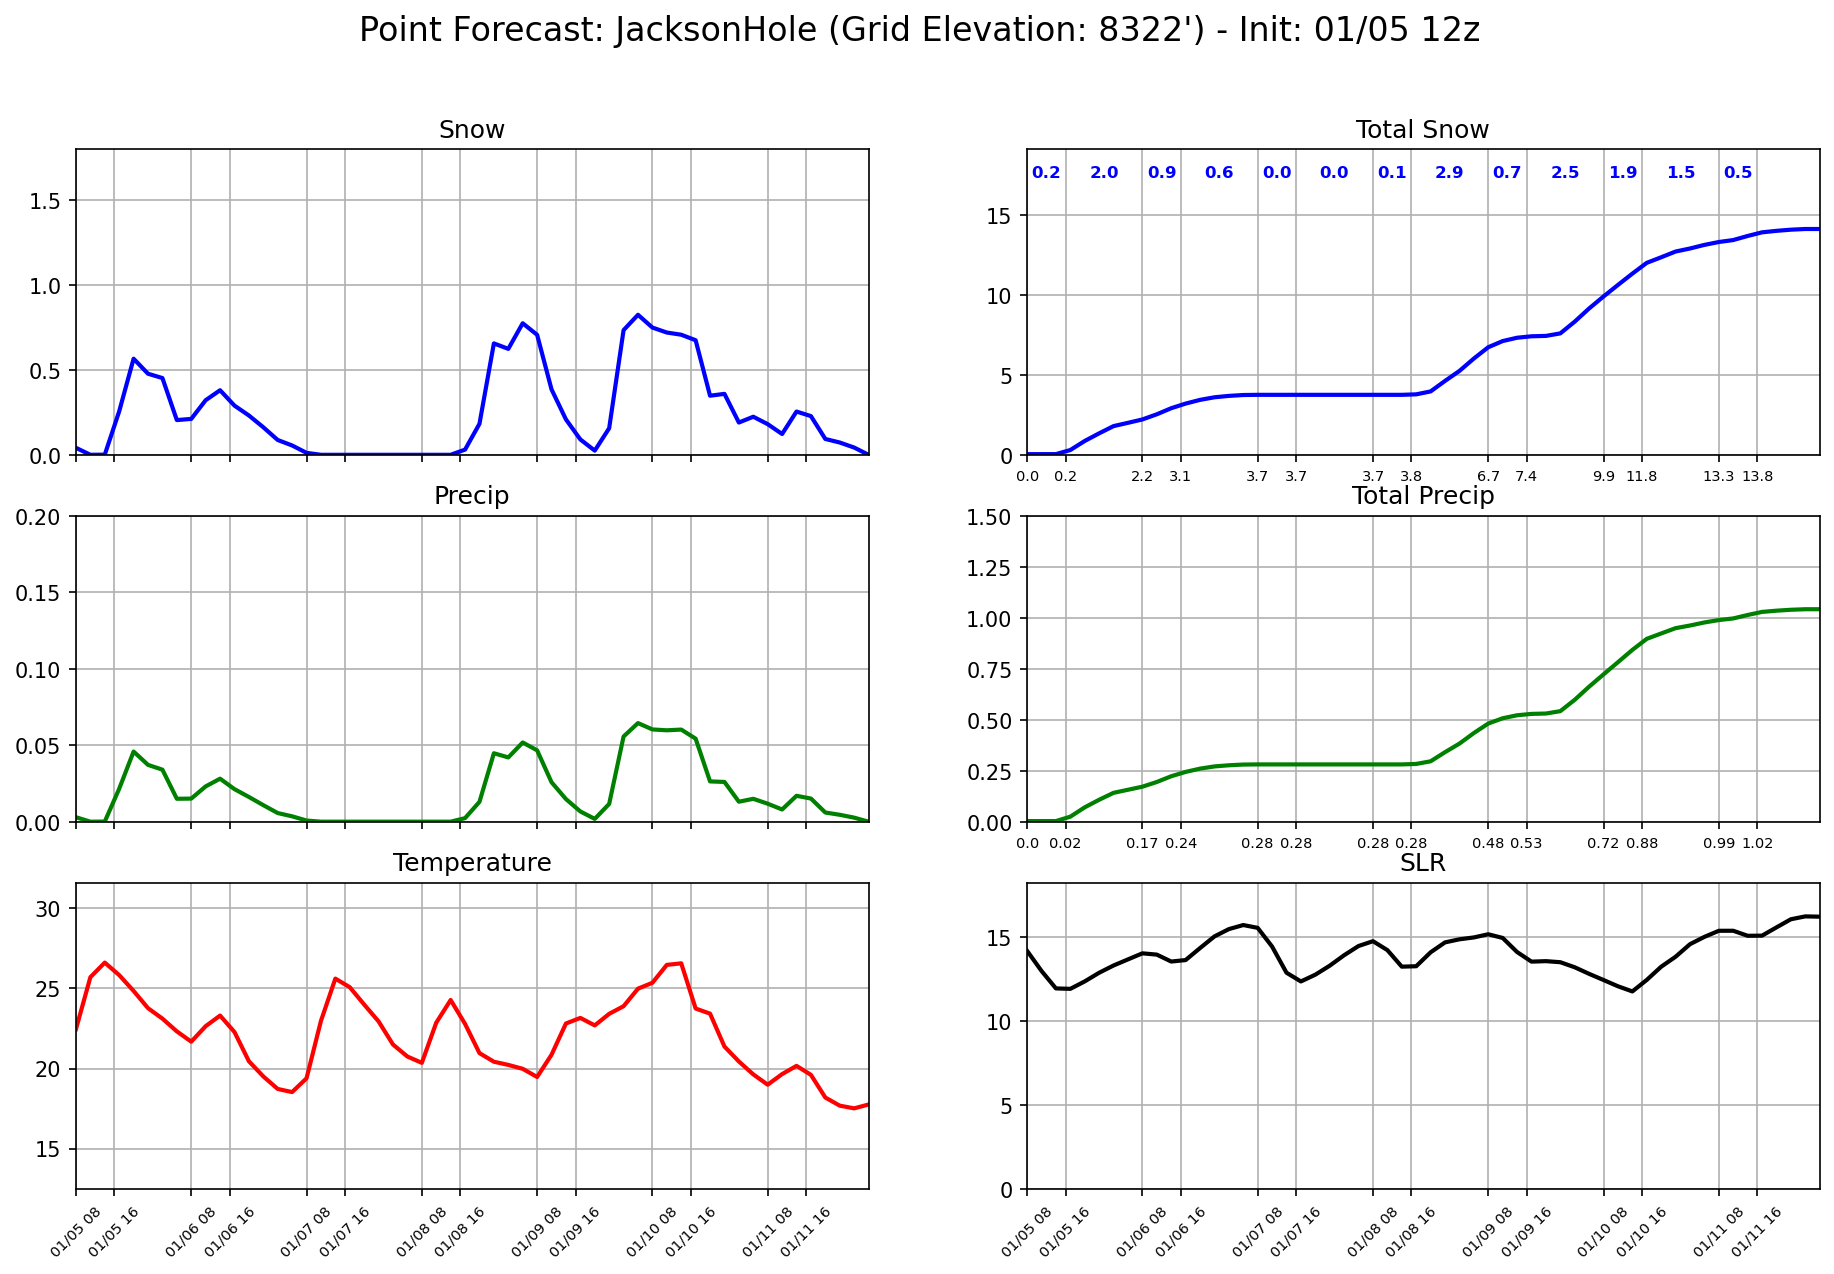 Point Forecast: JacksonHole (Grid Elevation: 8322') - Init: 01/05 12z
Snow
1.5
1.0
0.5
0.0
Total Snow
0.2 2.0 0.9 0.6 0.0 0.0 0.1 2.9 0.7 2.5 1.9 1.5 0.5
15
10
5
0
0.0 0.2 2.2 3.1 3.7 3.7 3.7 3.8 6.7 7.4 9.9 11.8 13.3 13.8
Precip
0.20
0.15
0.10
0.05
0.00
Total Precip
1.50
1.25
1.00
0.75
0.50
0.25
0.00
0.0 0.02 0.17 0.24 0.28 0.28 0.28 0.28 0.48 0.53 0.72 0.88 0.99 1.02
Temperature
30
25
20
15
01/05 08 01/05 16 01/06 08 01/06 16 01/07 08 01/07 16 01/08 08 01/08 16 01/09 08 01/09 16 01/10 08 01/10 16 01/11 08 01/11 16
SLR
15
10
5
0
01/05 08 01/05 16 01/06 08 01/06 16 01/07 08 01/07 16 01/08 08 01/08 16 01/09 08 01/09 16 01/10 08 01/10 16 01/11 08 01/11 16